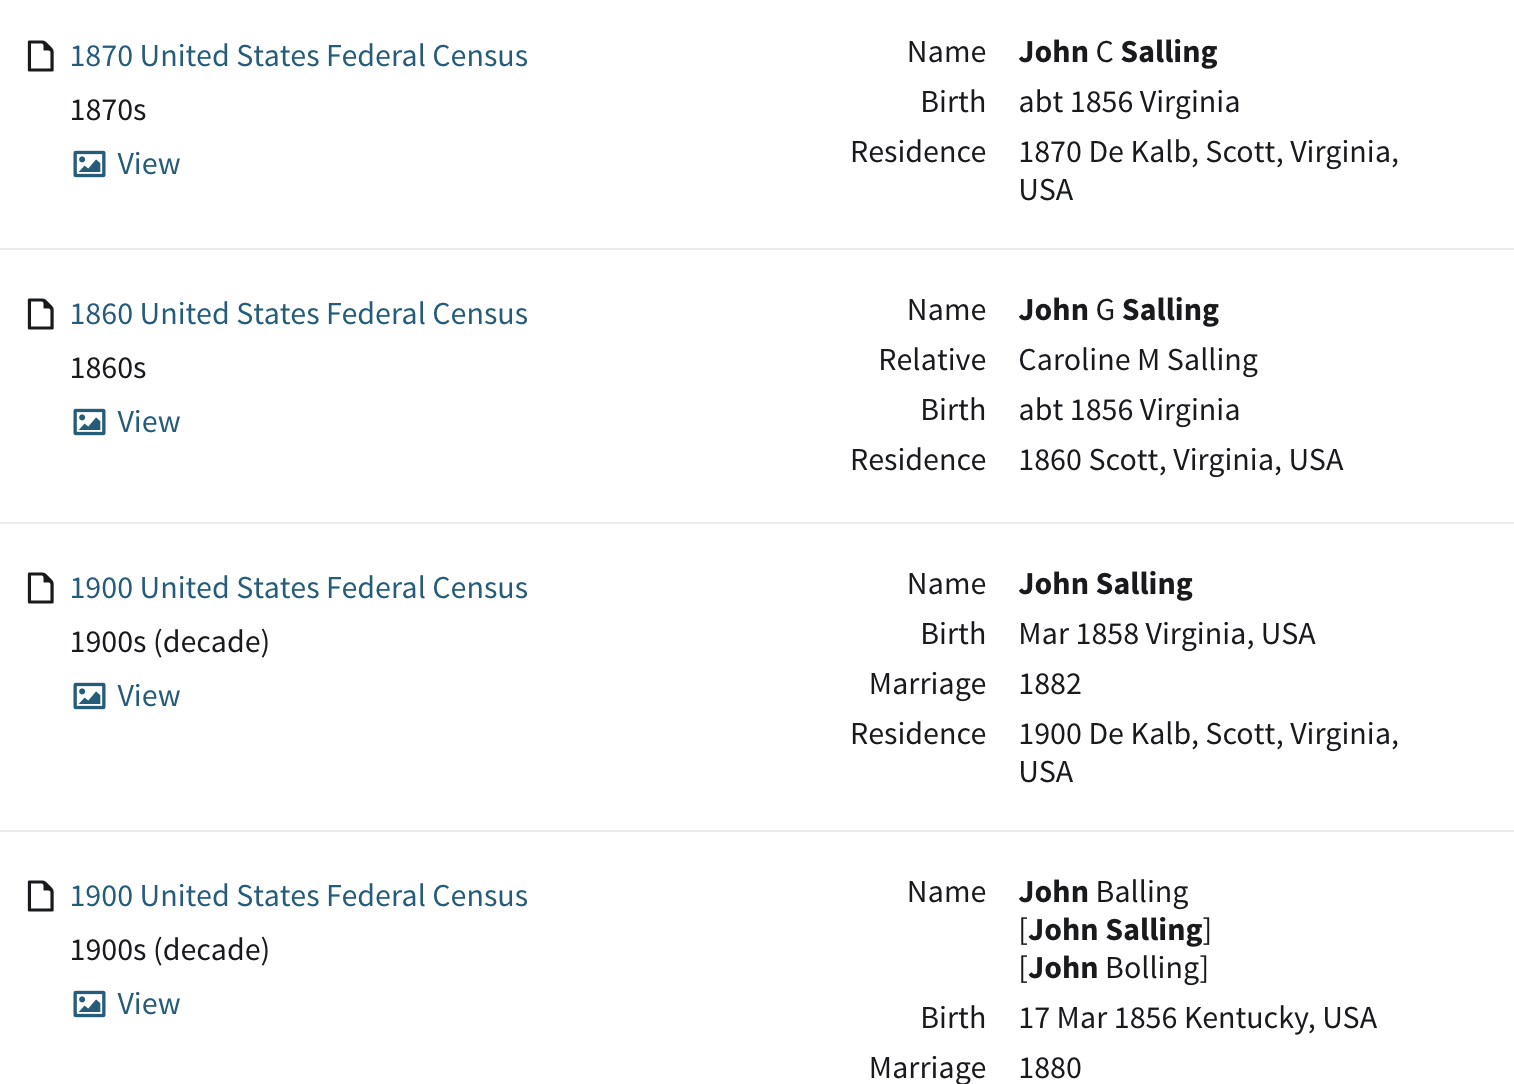 1870 United States Federal Census
1870s
View
Name John C Salling
Birth abt 1856 Virginia
Residence 1870 De Kalb, Scott, Virginia,
USA
1860 United States Federal Census
1860s
View
Name John G Salling
Relative Caroline M Salling
Birth abt 1856 Virginia
Residence 1860 Scott, Virginia, USA
1900 United States Federal Census
1900s (decade)
View
Name John Salling
Birth Mar 1858 Virginia, USA
Marriage 1882
Residence 1900 De Kalb, Scott, Virginia,
USA
1900 United States Federal Census
1900s (decade)
View
Name John Balling
[John Salling]
[John Bolling]
Birth 17 Mar 1856 Kentucky, USA
Marriage 1880